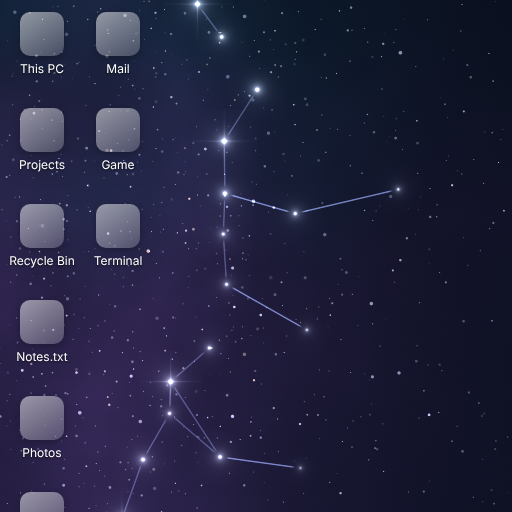 This PC
Mail
Projects
Game
Recycle Bin
Terminal
Notes.txt
Photos